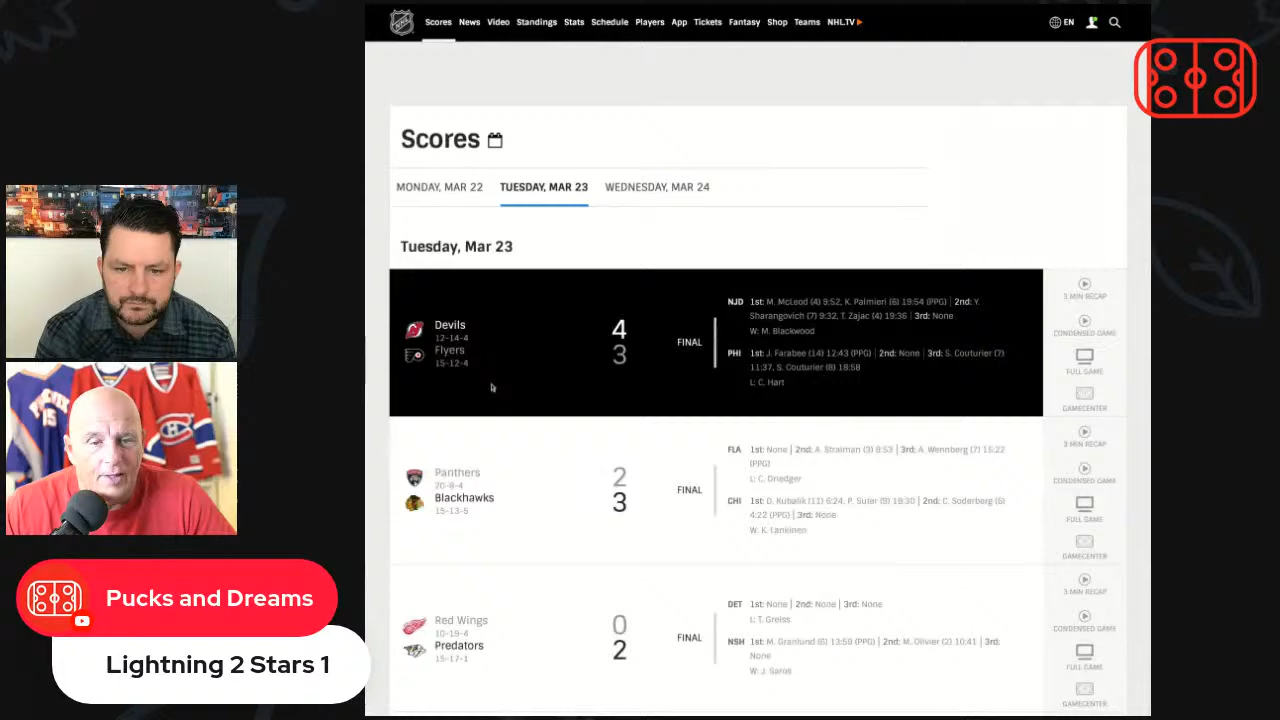 Scores News Video Standings Stats Schedule Players App Tickets Fantasy Shop Teams NHLTV EN
Scores
MONDAY, MAR 22 TUESDAY, MAR 23 WEDNESDAY, MAR 24
Tuesday, Mar 23
Devils
12-14-4
Flyers
15-12-4
4
3
FINAL
NJD 1st: M. McLeod (4) 9:52, K. Palmieri (6) 19:54 (PPG) | 2nd: Y.
Sharangovich (7) 9:32, T. Zajac (4) 19:36 | 3rd: None
W: M. Blackwood
PHI 1st: J. Farabee (14) 12:43 (PPG) | 2nd: None | 3rd: S. Couturier (7)
11:37, S. Couturier (8) 18:58
L: C. Hart
3 MIN RECAP
CONDENSED GAME
FULL GAME
GAMECENTER
Panthers
20-8-4
Blackhawks
15-13-5
2
3
FINAL
FLA 1st: None | 2nd: A. Stralman (3) 8:53 | 3rd: A. Wennberg (7) 15:22
(PPG)
L: C. Driedger
CHI 1st: D. Kubalik (11) 6:24, P. Suter (9) 19:30 | 2nd: C. Soderberg (6)
4:22 (PPG) | 3rd: None
W: K. Lankinen
3 MIN RECAP
CONDENSED GAME
FULL GAME
GAMECENTER
Red Wings
10-19-4
Predators
15-17-1
0
2
FINAL
DET 1st: None | 2nd: None | 3rd: None
L: T. Greiss
NSH 1st: M. Granlund (6) 13:59 (PPG) | 2nd: M. Olivier (2) 10:41 | 3rd:
None
W: J. Saros
3 MIN RECAP
CONDENSED GAME
FULL GAME
GAMECENTER
Pucks and Dreams
Lightning 2 Stars 1